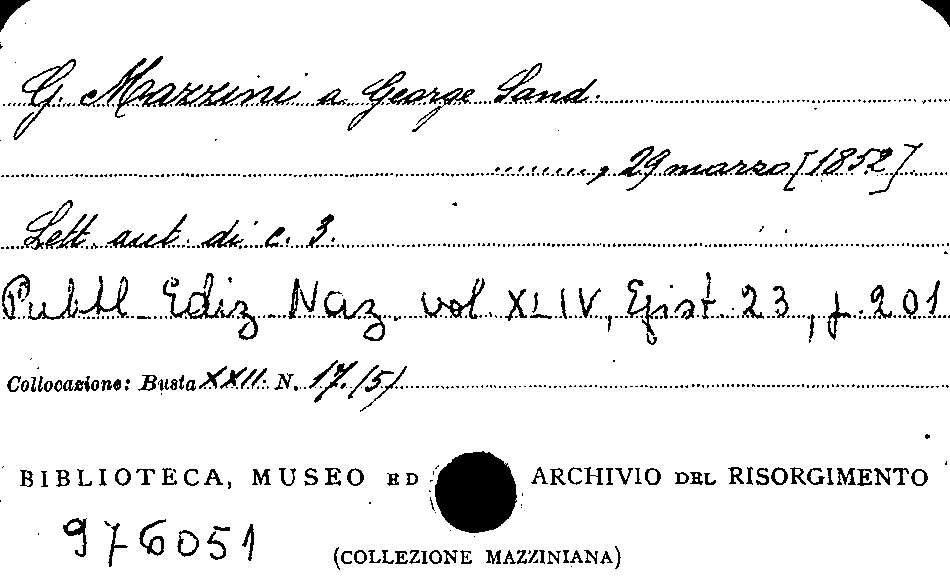 G. Mazzini a George Sand.
........., 29 marzo [1852].
Lett. aut. di c. 3.
Pubbl. Ediz. Naz. vol. XLIV, Epist. 23, p. 201
Collocazione: Busta XXII. N. 17.(5)
BIBLIOTECA, MUSEO ED ARCHIVIO DEL RISORGIMENTO
976051
(COLLEZIONE MAZZINIANA)